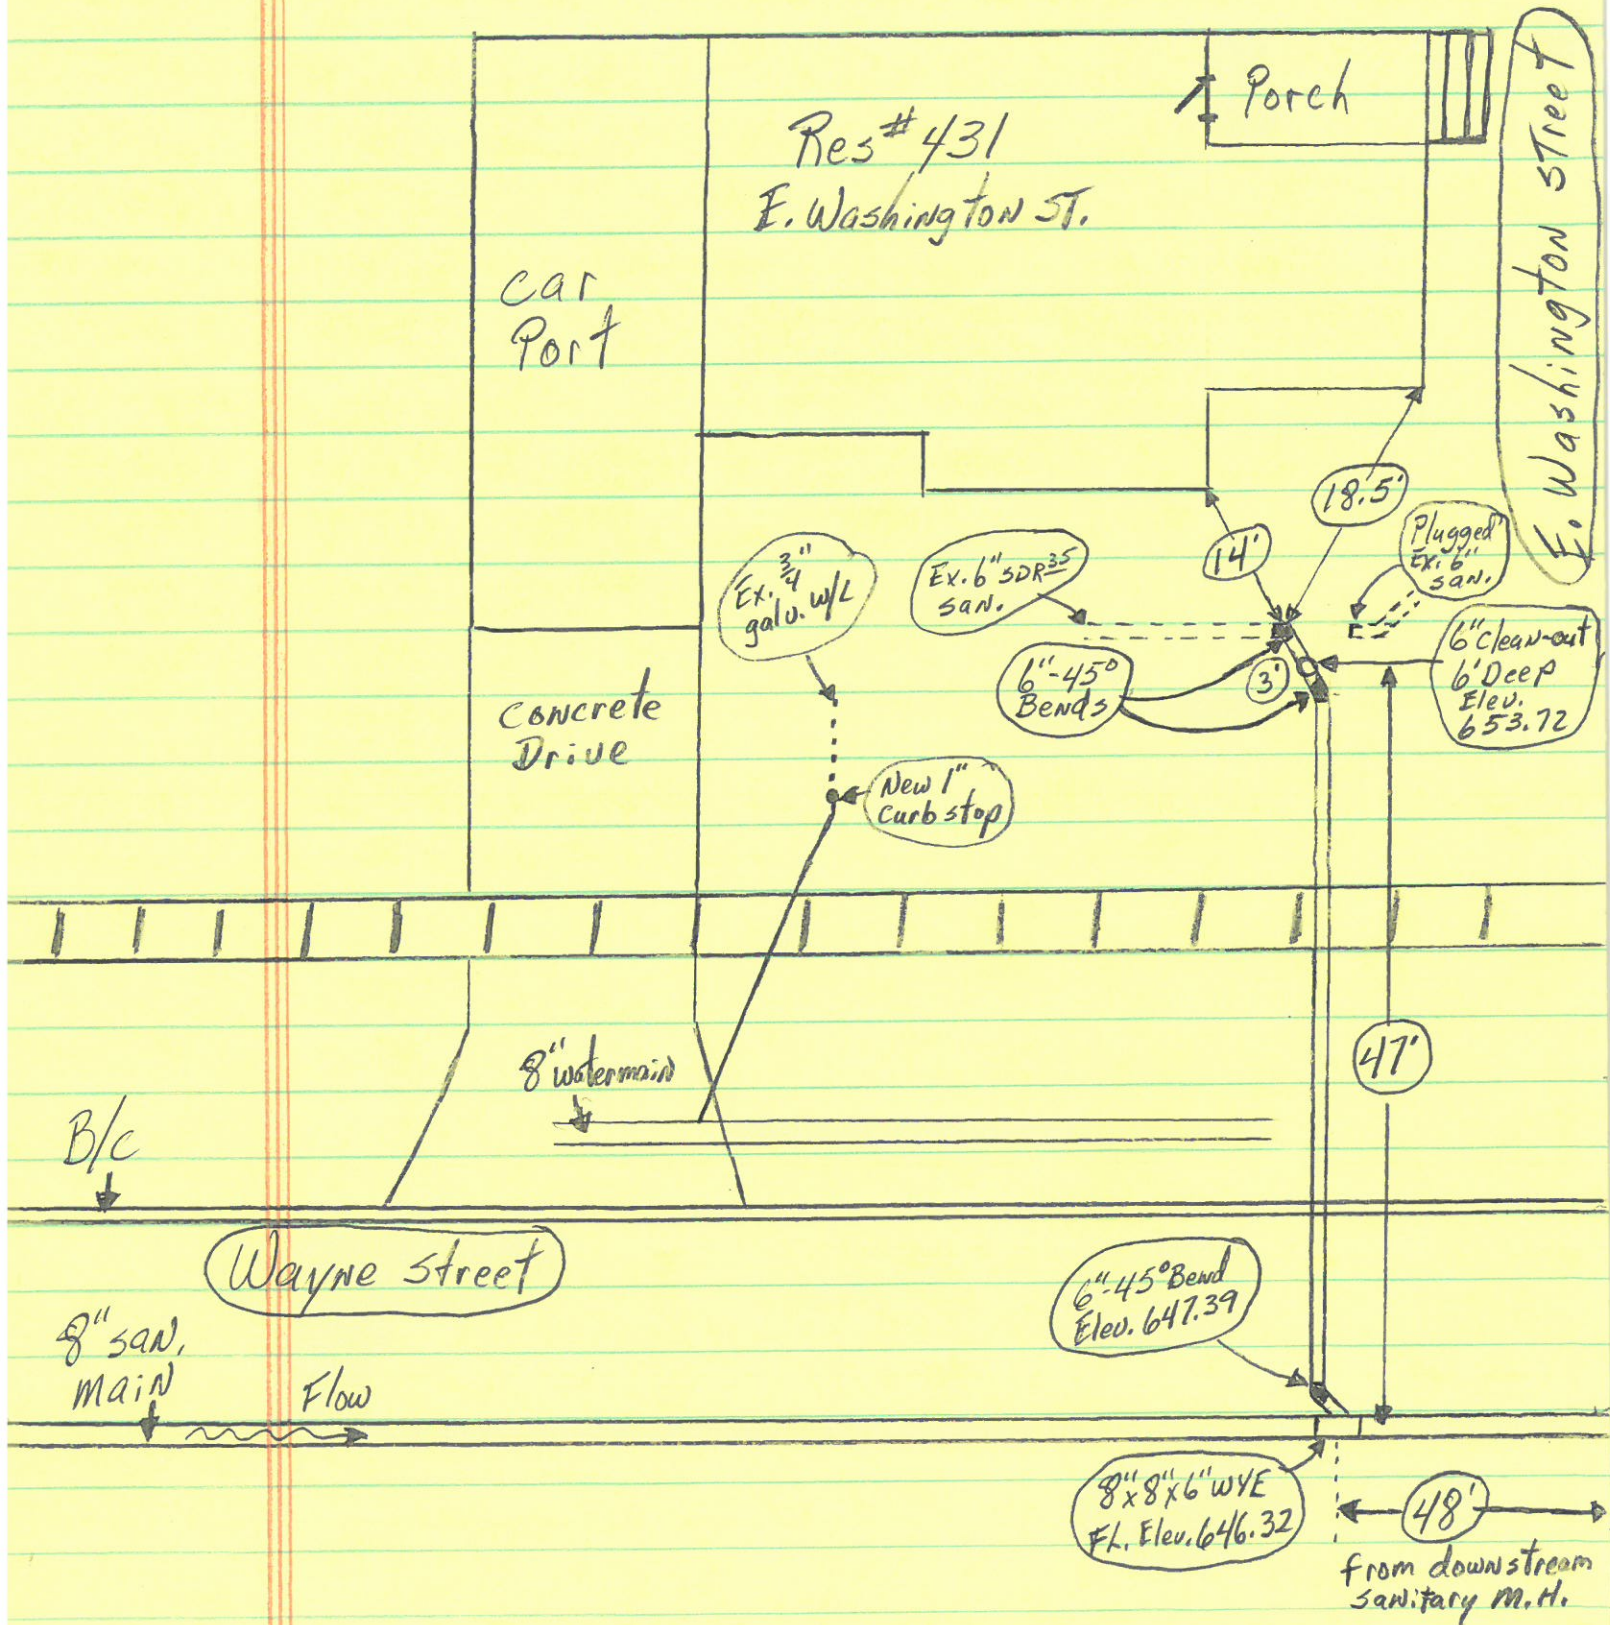 Porch
Res # 431
E. Washington ST.
E. Washington STreet
car
Port
18.5'
14'
Plugged
Ex. 6"
san.
Ex. 3/4"
galv. W/L
Ex. 6" SDR 35
san.
6"-45°
Bends
3'
6" Clean-out
6' Deep
Elev.
653.72
Concrete
Drive
New 1"
Curb stop
8" watermain
47'
B/C
Wayne Street
6"-45° Bend
Elev. 647.39
8" san.
main
Flow
8"x8"x6" WYE
FL. Elev. 646.32
48'
from downstream
sanitary M.H.